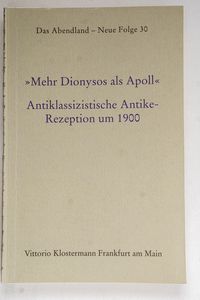 Das Abendland – Neue Folge 30
»Mehr Dionysos als Apoll«
Antiklassizistische Antike-
Rezeption um 1900
Vittorio Klostermann Frankfurt am Main